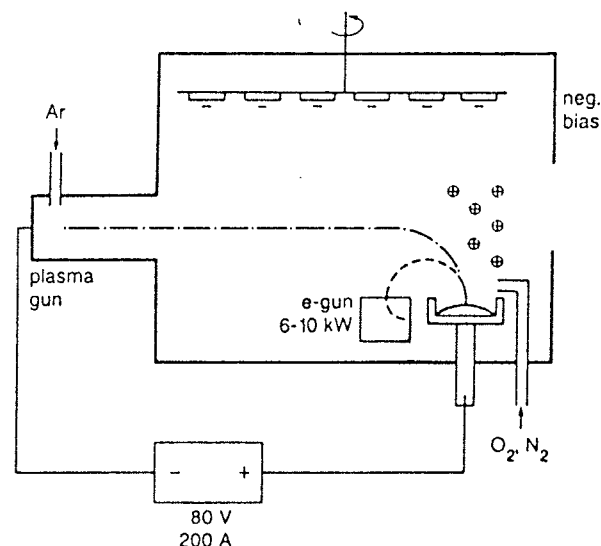 neg.
bias
Ar
plasma
gun
e-gun
6-10 kW
O₂, N₂
− +
80 V
200 A